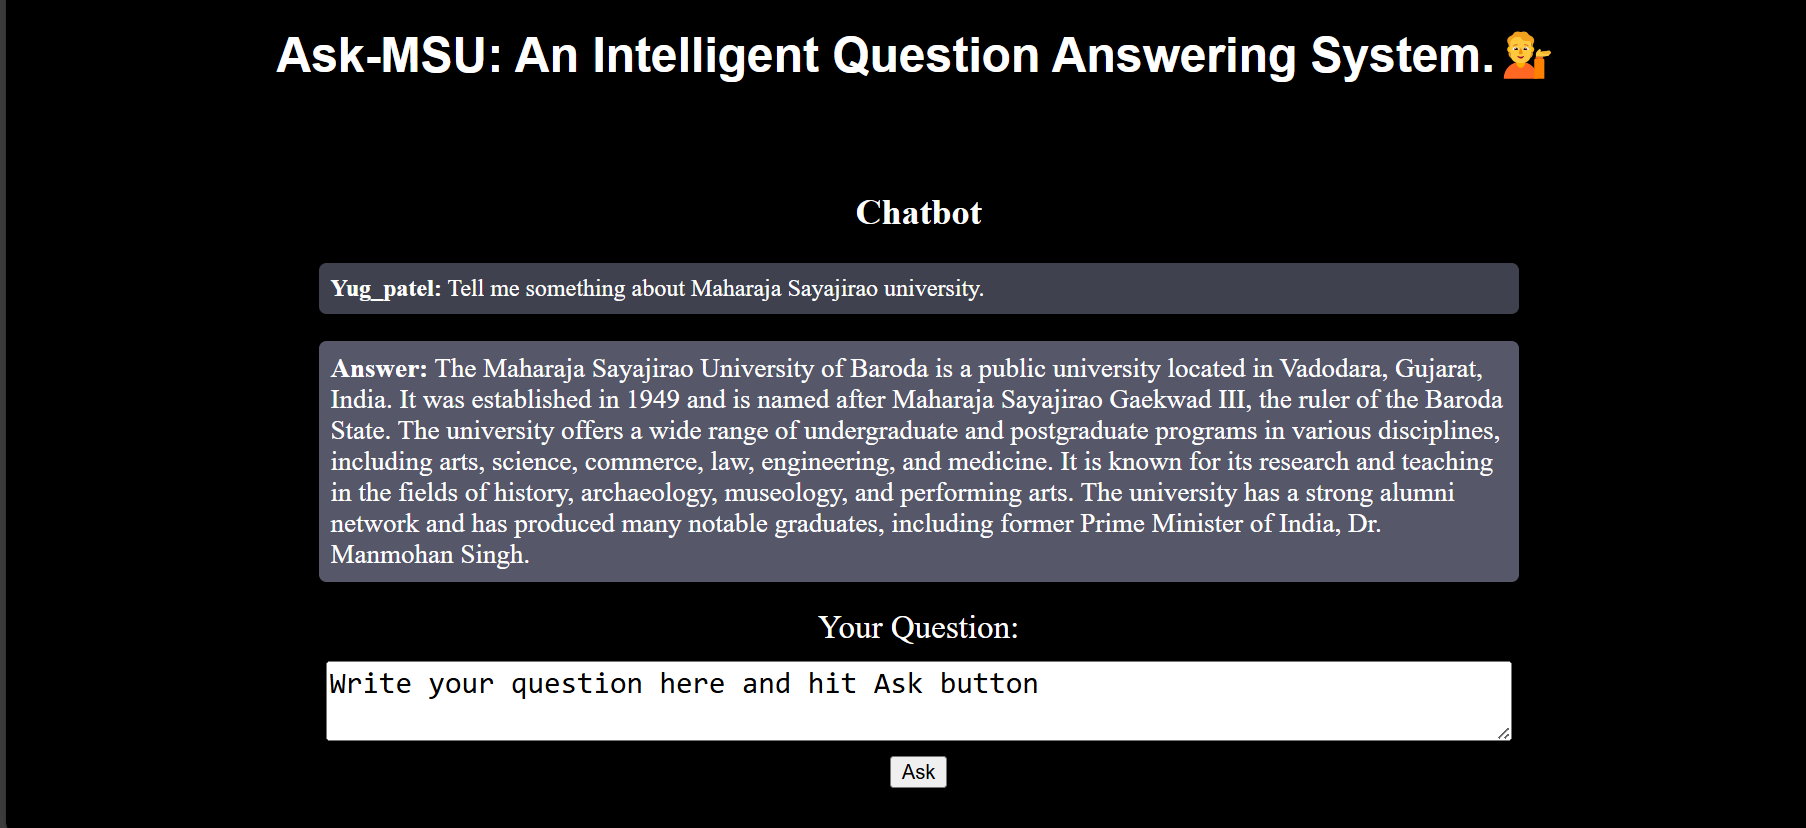 Ask-MSU: An Intelligent Question Answering System.💁
Chatbot
Yug_patel: Tell me something about Maharaja Sayajirao university.
Answer: The Maharaja Sayajirao University of Baroda is a public university located in Vadodara, Gujarat,
India. It was established in 1949 and is named after Maharaja Sayajirao Gaekwad III, the ruler of the Baroda
State. The university offers a wide range of undergraduate and postgraduate programs in various disciplines,
including arts, science, commerce, law, engineering, and medicine. It is known for its research and teaching
in the fields of history, archaeology, museology, and performing arts. The university has a strong alumni
network and has produced many notable graduates, including former Prime Minister of India, Dr.
Manmohan Singh.
Your Question:
Write your question here and hit Ask button
Ask